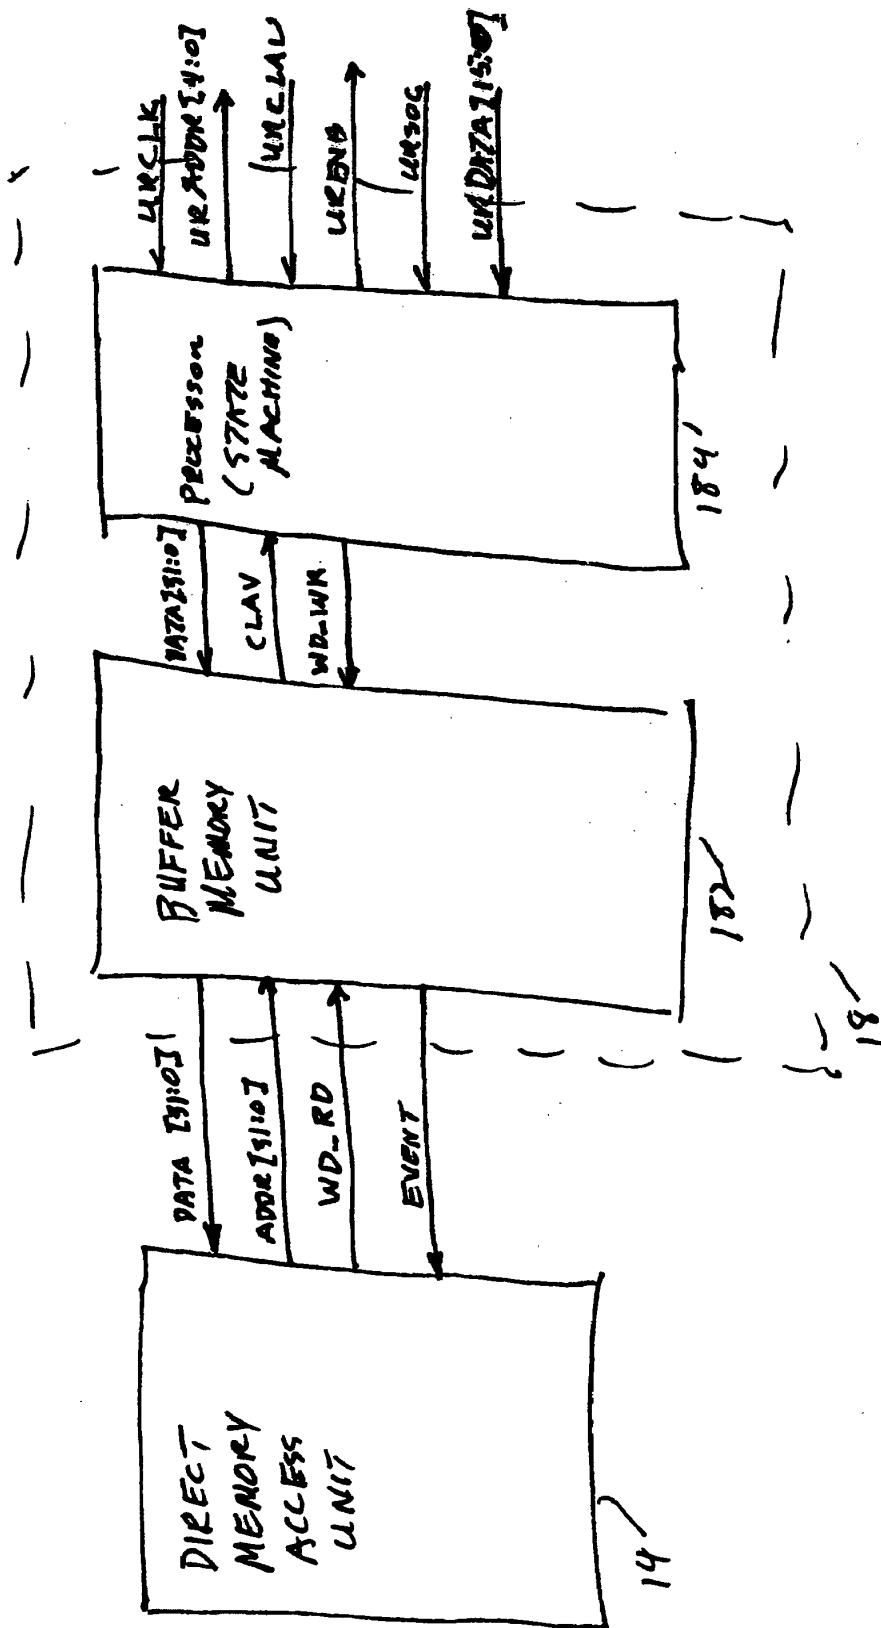 DIRECT
MEMORY
ACCESS
UNIT
14
DATA [31:0]
ADDR [31:0]
WD_RD
EVENT
BUFFER
MEMORY
UNIT
182
18
DATA [31:0]
CLAV
WD_WR
PROCESSOR
(STATE
MACHINE)
184
URCLK
URADDR [4:0]
URCLAV
URENB
URSOC
URDATA [15:0]